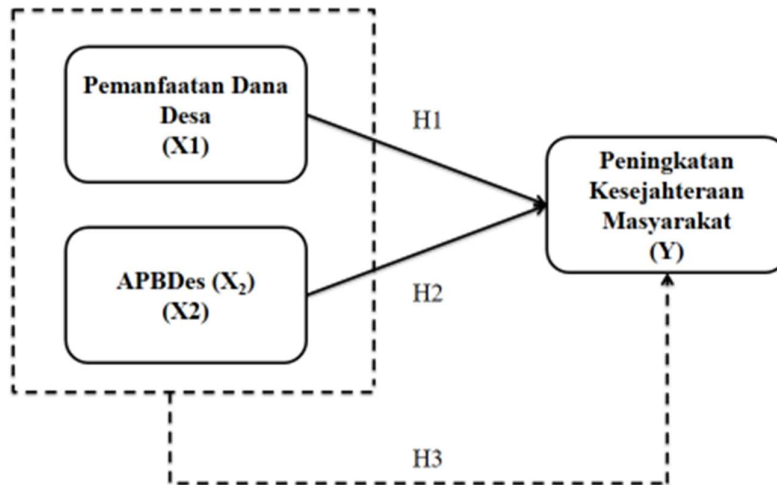 Pemanfaatan Dana
Desa
(X1)
H1
Peningkatan
Kesejahteraan
Masyarakat
(Y)
APBDes (X₂)
(X2)
H2
H3